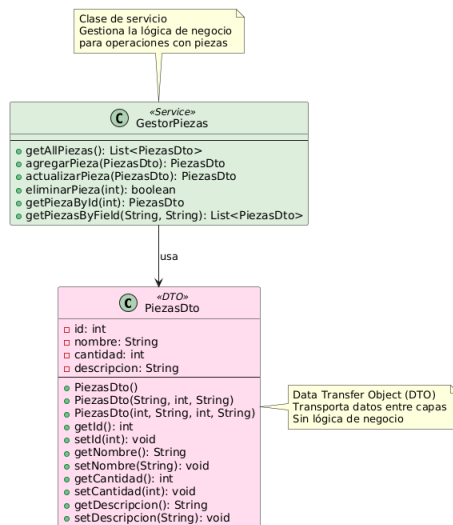 Clase de servicio
Gestiona la lógica de negocio
para operaciones con piezas
C «Service»
GestorPiezas
getAllPiezas(): List<PiezasDto>
agregarPieza(PiezasDto): PiezasDto
actualizarPieza(PiezasDto): PiezasDto
eliminarPieza(int): boolean
getPiezaById(int): PiezasDto
getPiezasByField(String, String): List<PiezasDto>
usa
C «DTO»
PiezasDto
id: int
nombre: String
cantidad: int
descripcion: String
PiezasDto()
PiezasDto(String, int, String)
PiezasDto(int, String, int, String)
getId(): int
setId(int): void
getNombre(): String
setNombre(String): void
getCantidad(): int
setCantidad(int): void
getDescripcion(): String
setDescripcion(String): void
Data Transfer Object (DTO)
Transporta datos entre capas
Sin lógica de negocio